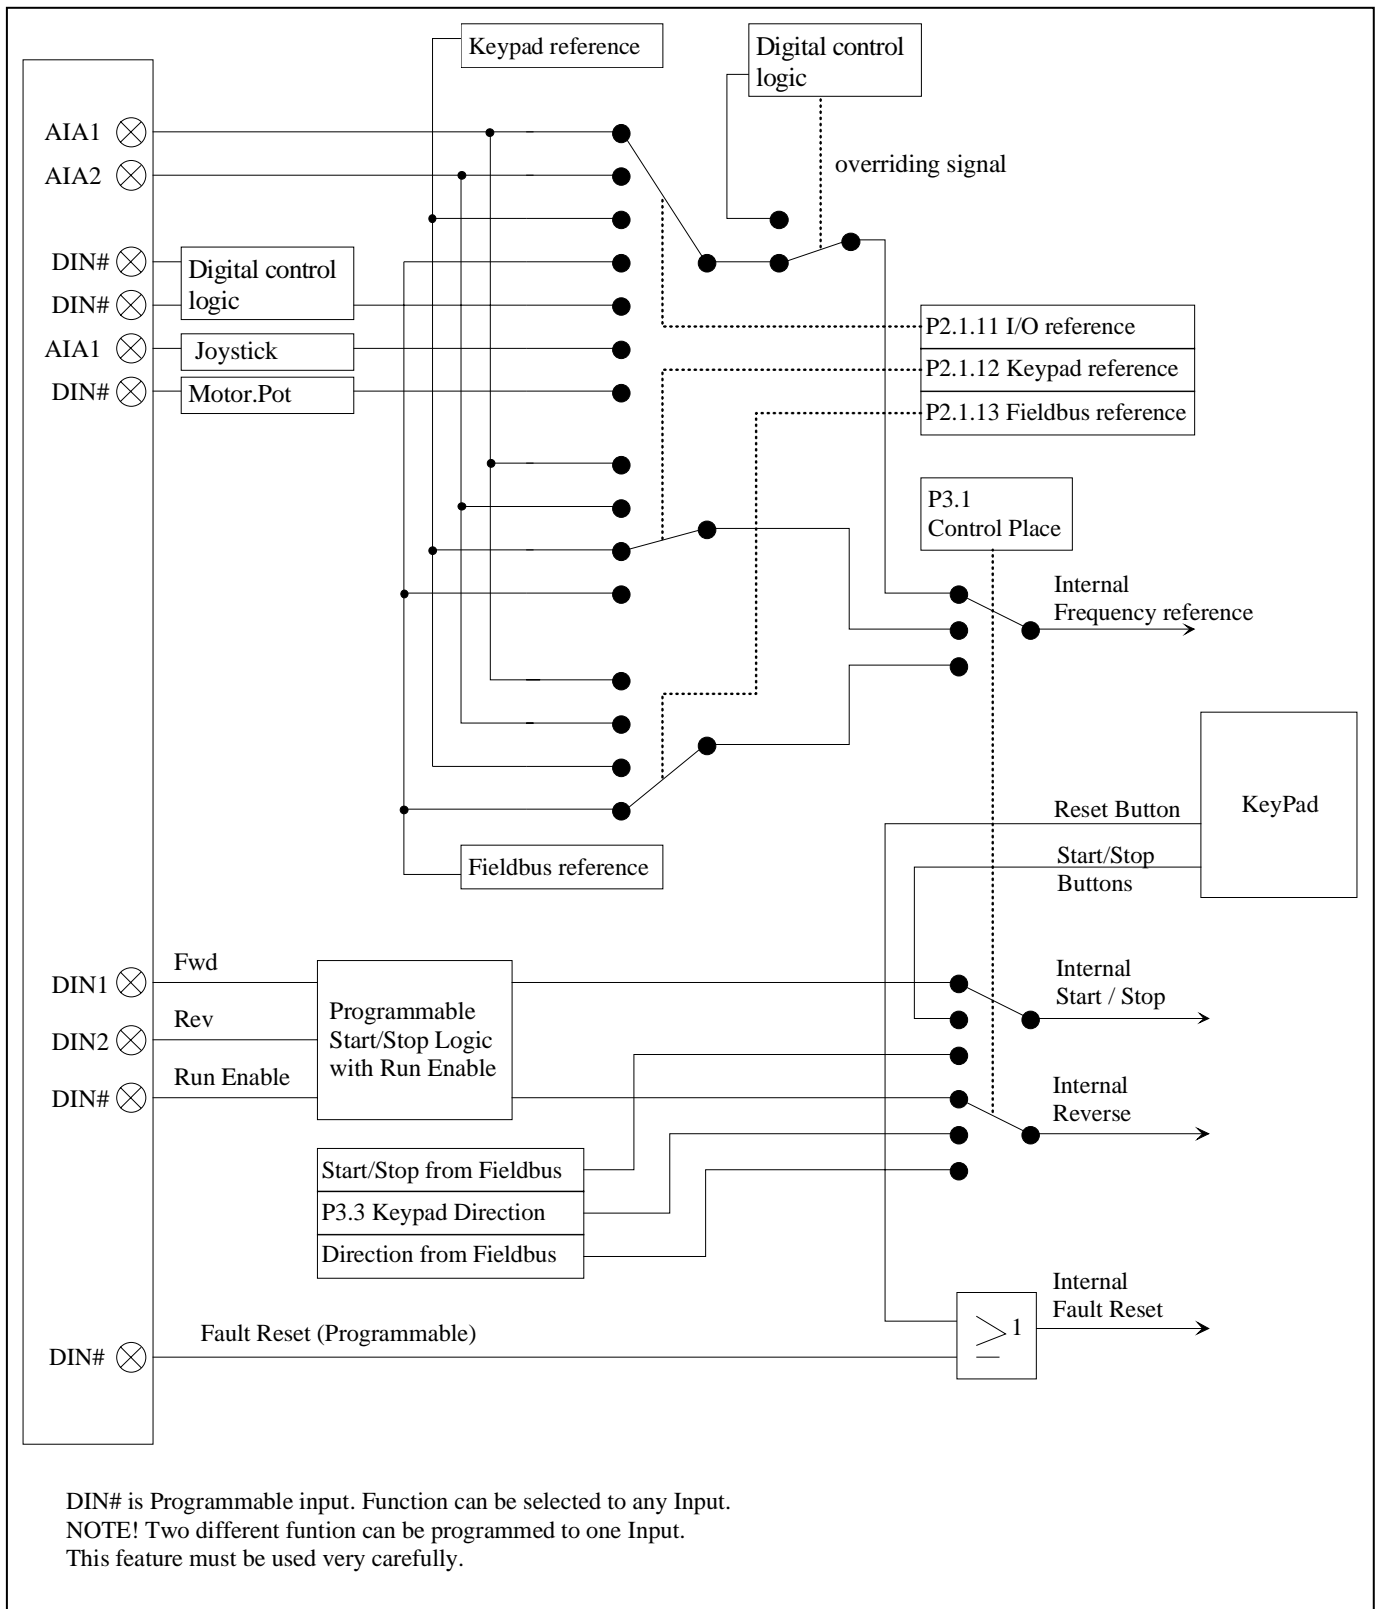 Keypad reference
Digital control
logic
AIA1
AIA2
overriding signal
DIN#
Digital control
logic
DIN#
P2.1.11 I/O reference
AIA1
Joystick
P2.1.12 Keypad reference
DIN#
Motor.Pot
P2.1.13 Fieldbus reference
P3.1
Control Place
Internal
Frequency reference
KeyPad
Reset Button
Start/Stop
Buttons
Fieldbus reference
Fwd
DIN1
Internal
Start / Stop
Programmable
Start/Stop Logic
with Run Enable
Rev
DIN2
Run Enable
DIN#
Internal
Reverse
Start/Stop from Fieldbus
P3.3 Keypad Direction
Direction from Fieldbus
Internal
Fault Reset
≥1
Fault Reset (Programmable)
DIN#
DIN# is Programmable input. Function can be selected to any Input.
NOTE! Two different funtion can be programmed to one Input.
This feature must be used very carefully.